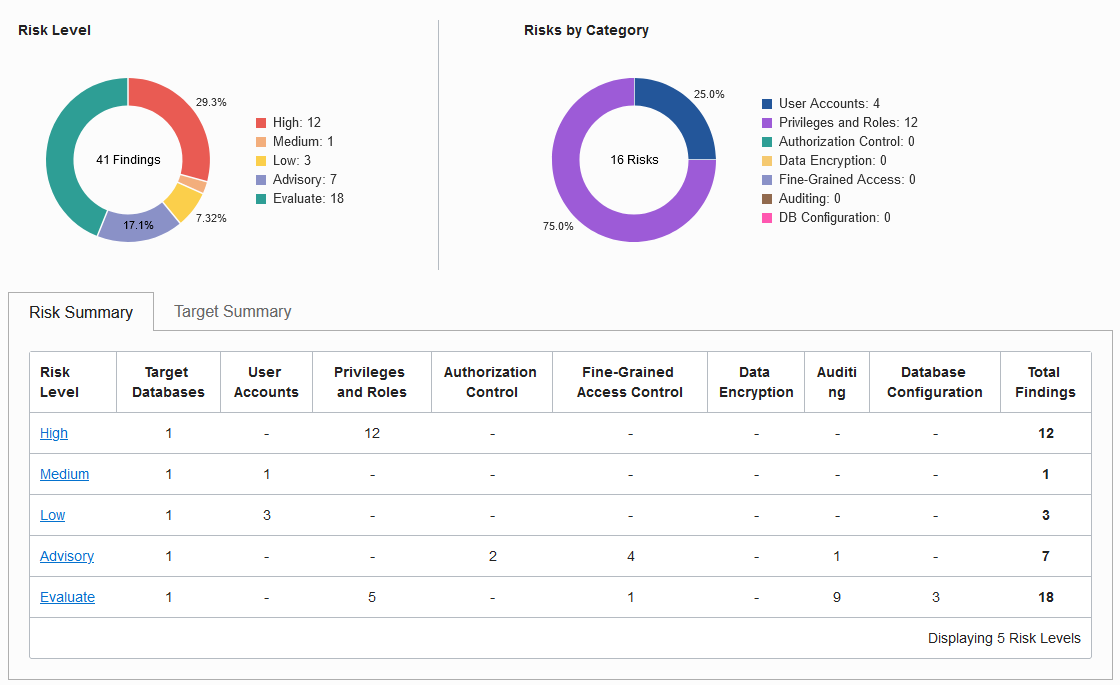 Risk Level
29.3%
41 Findings
17.1%
7.32%
High: 12
Medium: 1
Low: 3
Advisory: 7
Evaluate: 18
Risks by Category
25.0%
16 Risks
75.0%
User Accounts: 4
Privileges and Roles: 12
Authorization Control: 0
Data Encryption: 0
Fine-Grained Access: 0
Auditing: 0
DB Configuration: 0
Risk Summary Target Summary
Risk Target User Privileges Authorization Fine-Grained Data Auditi Database Total
Level Databases Accounts and Roles Control Access Control Encryption ng Configuration Findings
High 1 - 12 - - - - - 12
Medium 1 1 - - - - - - 1
Low 1 3 - - - - - - 3
Advisory 1 - - 2 4 - 1 - 7
Evaluate 1 - 5 - 1 - 9 3 18
Displaying 5 Risk Levels